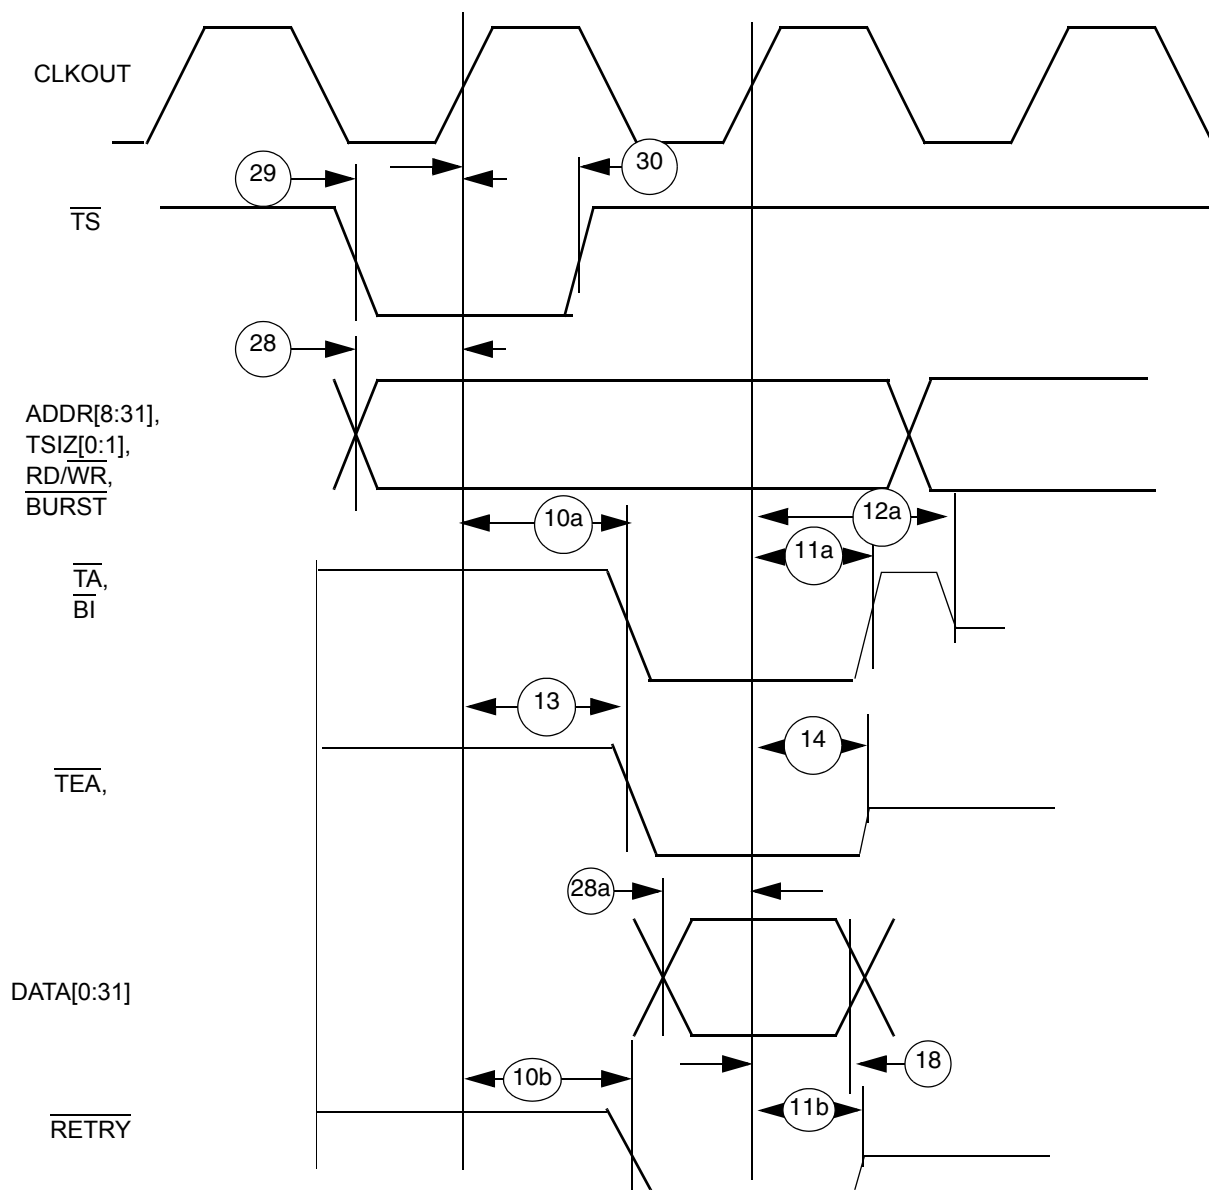 CLKOUT
29
30
TS
28
ADDR[8:31],
TSIZ[0:1],
RD/WR,
BURST
10a
12a
11a
TA,
BI
13
14
TEA,
28a
DATA[0:31]
18
10b
11b
RETRY